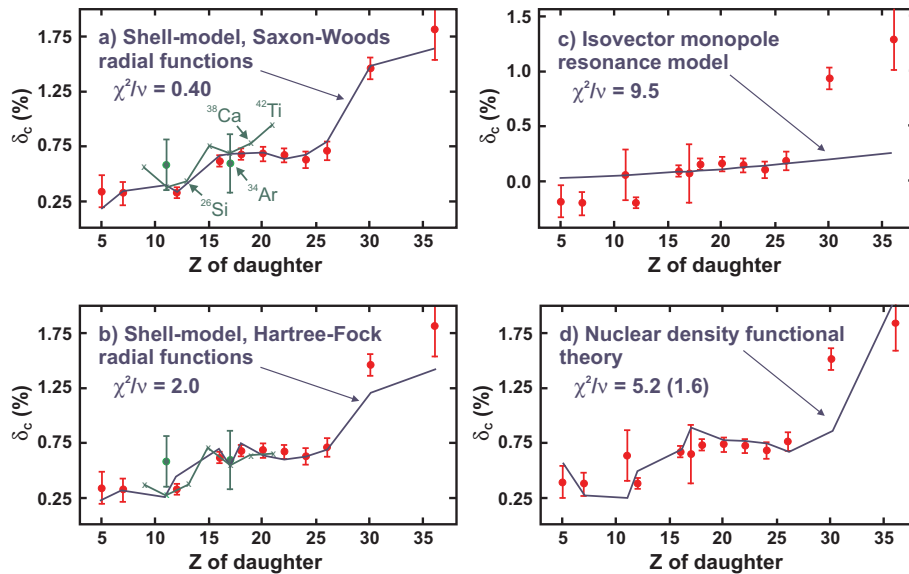 a) Shell-model, Saxon-Woods
radial functions
χ²/ν = 0.40
³⁸Ca
⁴²Ti
³⁴Ar
²⁶Si
δc (%)
1.75
1.25
0.75
0.25
5 10 15 20 25 30 35
Z of daughter
c) Isovector monopole
resonance model
χ²/ν = 9.5
δc (%)
1.5
1.0
0.5
0.0
5 10 15 20 25 30 35
Z of daughter
b) Shell-model, Hartree-Fock
radial functions
χ²/ν = 2.0
δc (%)
1.75
1.25
0.75
0.25
5 10 15 20 25 30 35
Z of daughter
d) Nuclear density functional
theory
χ²/ν = 5.2 (1.6)
δc (%)
1.75
1.25
0.75
0.25
5 10 15 20 25 30 35
Z of daughter